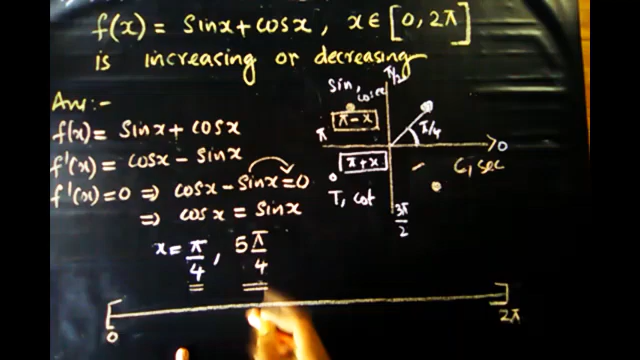 f(x) = sinx + cosx , x ∈ [0, 2π]
is increasing or decreasing
Ans:-
f(x) = sinx + cosx
f'(x) = cosx - sinx
f'(x) = 0 ⇒ cosx - sinx = 0
⇒ cosx = sinx
x = π/4 , 5π/4
π/2
sin, cosec
π - x
π/4
π
0
π + x
C, sec
T, cot
3π/2
0
2π